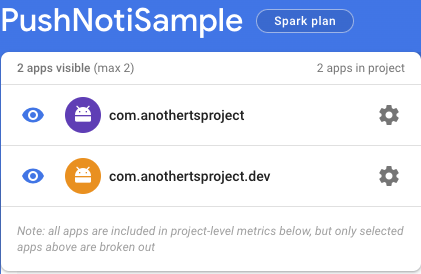 PushNotiSample Spark plan
2 apps visible (max 2) 2 apps in project
com.anothertsproject
com.anothertsproject.dev
Note: all apps are included in project-level metrics below, but only selected
apps above are broken out